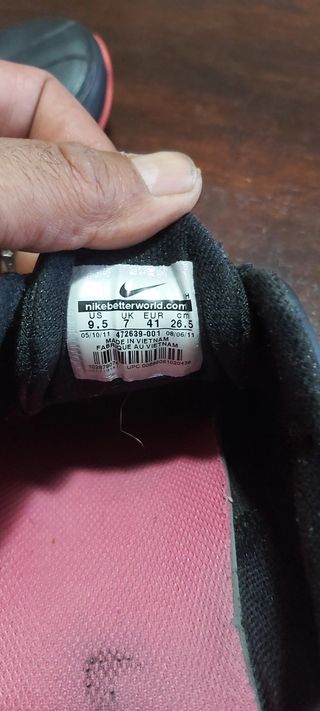 nikebetterworld.com
US UK EUR cm
9.5 7 41 26.5
05/10/11 472639-001 08/06/11
MADE IN VIETNAM
FABRIQUE AU VIETNAM